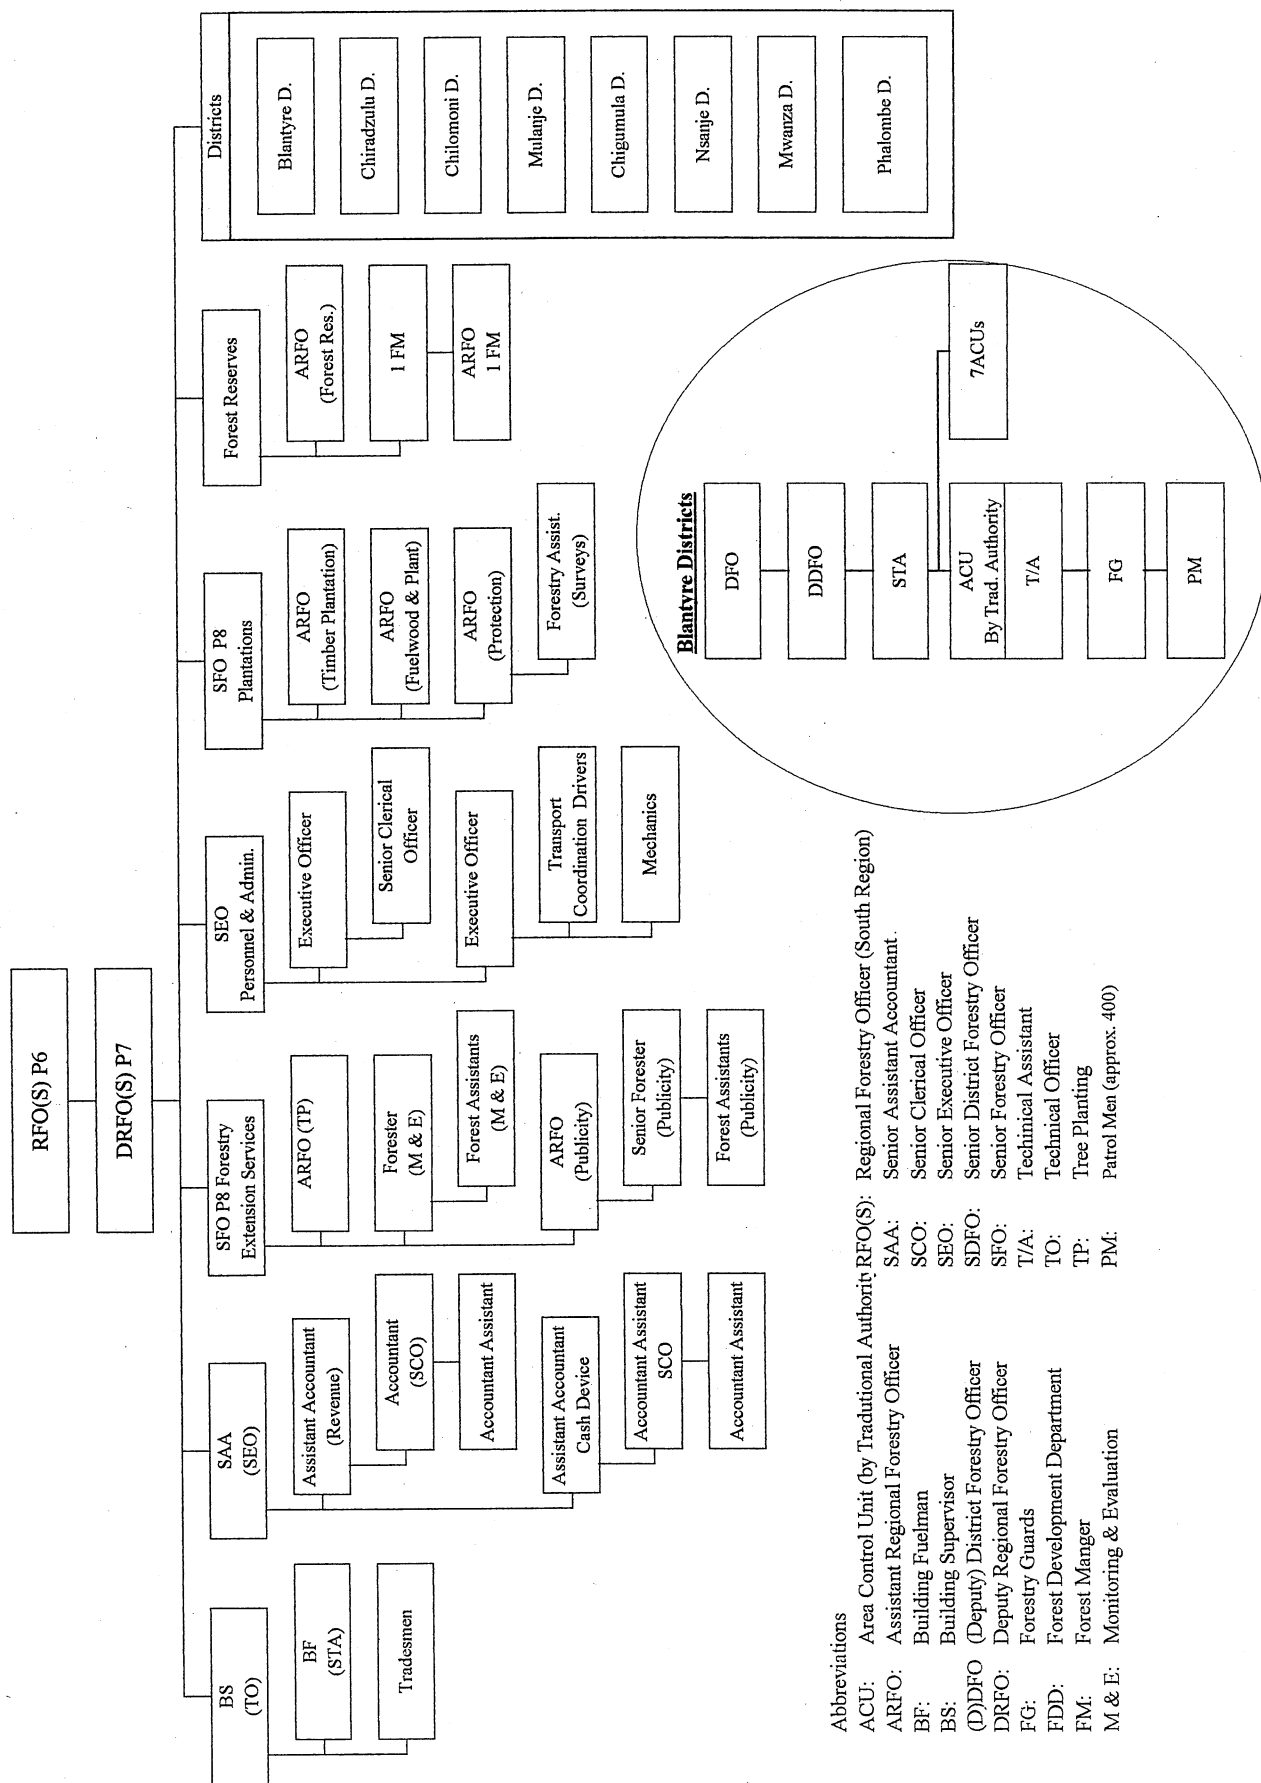 RFO(S) P6
DRFO(S) P7
BS
(TO)
BF
(STA)
Tradesmen
SAA
(SEO)
Assistant Accountant
(Revenue)
Accountant
(SCO)
Accountant Assistant
Assistant Accountant
Cash Device
Accountant Assistant
SCO
Accountant Assistant
SFO P8 Forestry
Extension Services
ARFO (TP)
Forester
(M & E)
Forest Assistants
(M & E)
ARFO
(Publicity)
Senior Forester
(Publicity)
Forest Assistants
(Publicity)
SEO
Personnel & Admin.
Executive Officer
Senior Clerical
Officer
Executive Officer
Transport
Coordination Drivers
Mechanics
SFO P8
Plantations
ARFO
(Timber Plantation)
ARFO
(Fuelwood & Plant)
ARFO
(Protection)
Forestry Assist.
(Surveys)
Forest Reserves
ARFO
(Forest Res.)
1 FM
ARFO
1 FM
Districts
Blantyre D.
Chiradzulu D.
Chilomoni D.
Mulanje D.
Chigumula D.
Nsanje D.
Mwanza D.
Phalombe D.
Blantyre Districts
DFO
DDFO
STA
ACU
By Trad. Authority
7ACUs
T/A
FG
PM
Abbreviations
ACU: Area Control Unit (by Tradutional Authority
ARFO: Assistant Regional Forestry Officer
BF: Building Fuelman
BS: Building Supervisor
(D)DFO (Deputy) District Forestry Officer
DRFO: Deputy Regional Forestry Officer
FG: Forestry Guards
FDD: Forest Development Department
FM: Forest Manger
M & E: Monitoring & Evaluation
RFO(S): Regional Forestry Officer (South Region)
SAA: Senior Assistant Accountant
SCO: Senior Clerical Officer
SEO: Senior Executive Officer
SDFO: Senior District Forestry Officer
SFO: Senior Forestry Officer
T/A: Techinical Assistant
TO: Technical Officer
TP: Tree Planting
PM: Patrol Men (approx. 400)